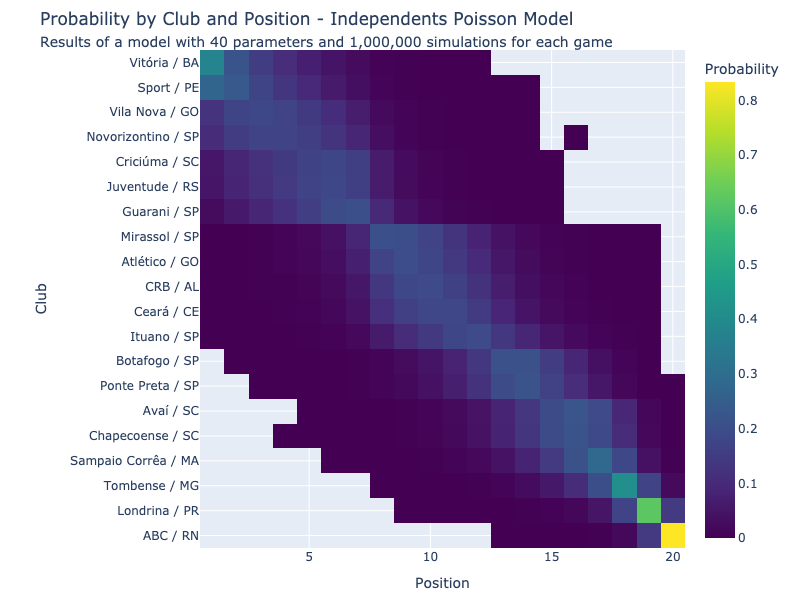 Probability by Club and Position - Independents Poisson Model
Results of a model with 40 parameters and 1,000,000 simulations for each game
Probability
Club
Vitória / BA
Sport / PE
Vila Nova / GO
Novorizontino / SP
Criciúma / SC
Juventude / RS
Guarani / SP
Mirassol / SP
Atlético / GO
CRB / AL
Ceará / CE
Ituano / SP
Botafogo / SP
Ponte Preta / SP
Avaí / SC
Chapecoense / SC
Sampaio Corrêa / MA
Tombense / MG
Londrina / PR
ABC / RN
0.8
0.7
0.6
0.5
0.4
0.3
0.2
0.1
0
5 10 15 20
Position